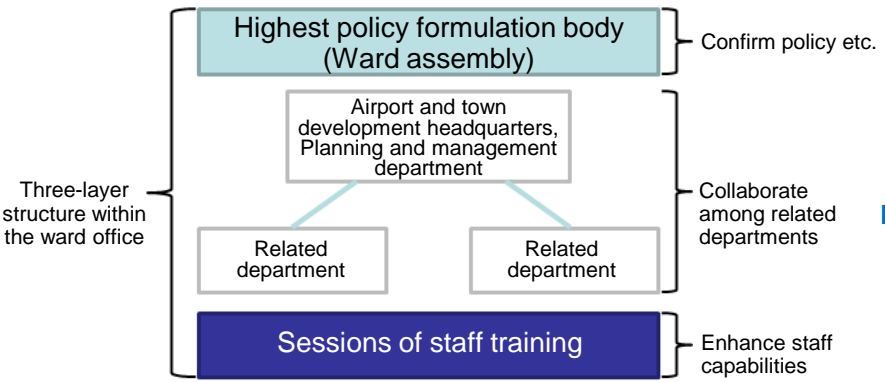 Highest policy formulation body
(Ward assembly)
Confirm policy etc.
Airport and town
development headquarters,
Planning and management
department
Three-layer
structure within
the ward office
Collaborate
among related
departments
Related
department
Related
department
Sessions of staff training
Enhance staff
capabilities